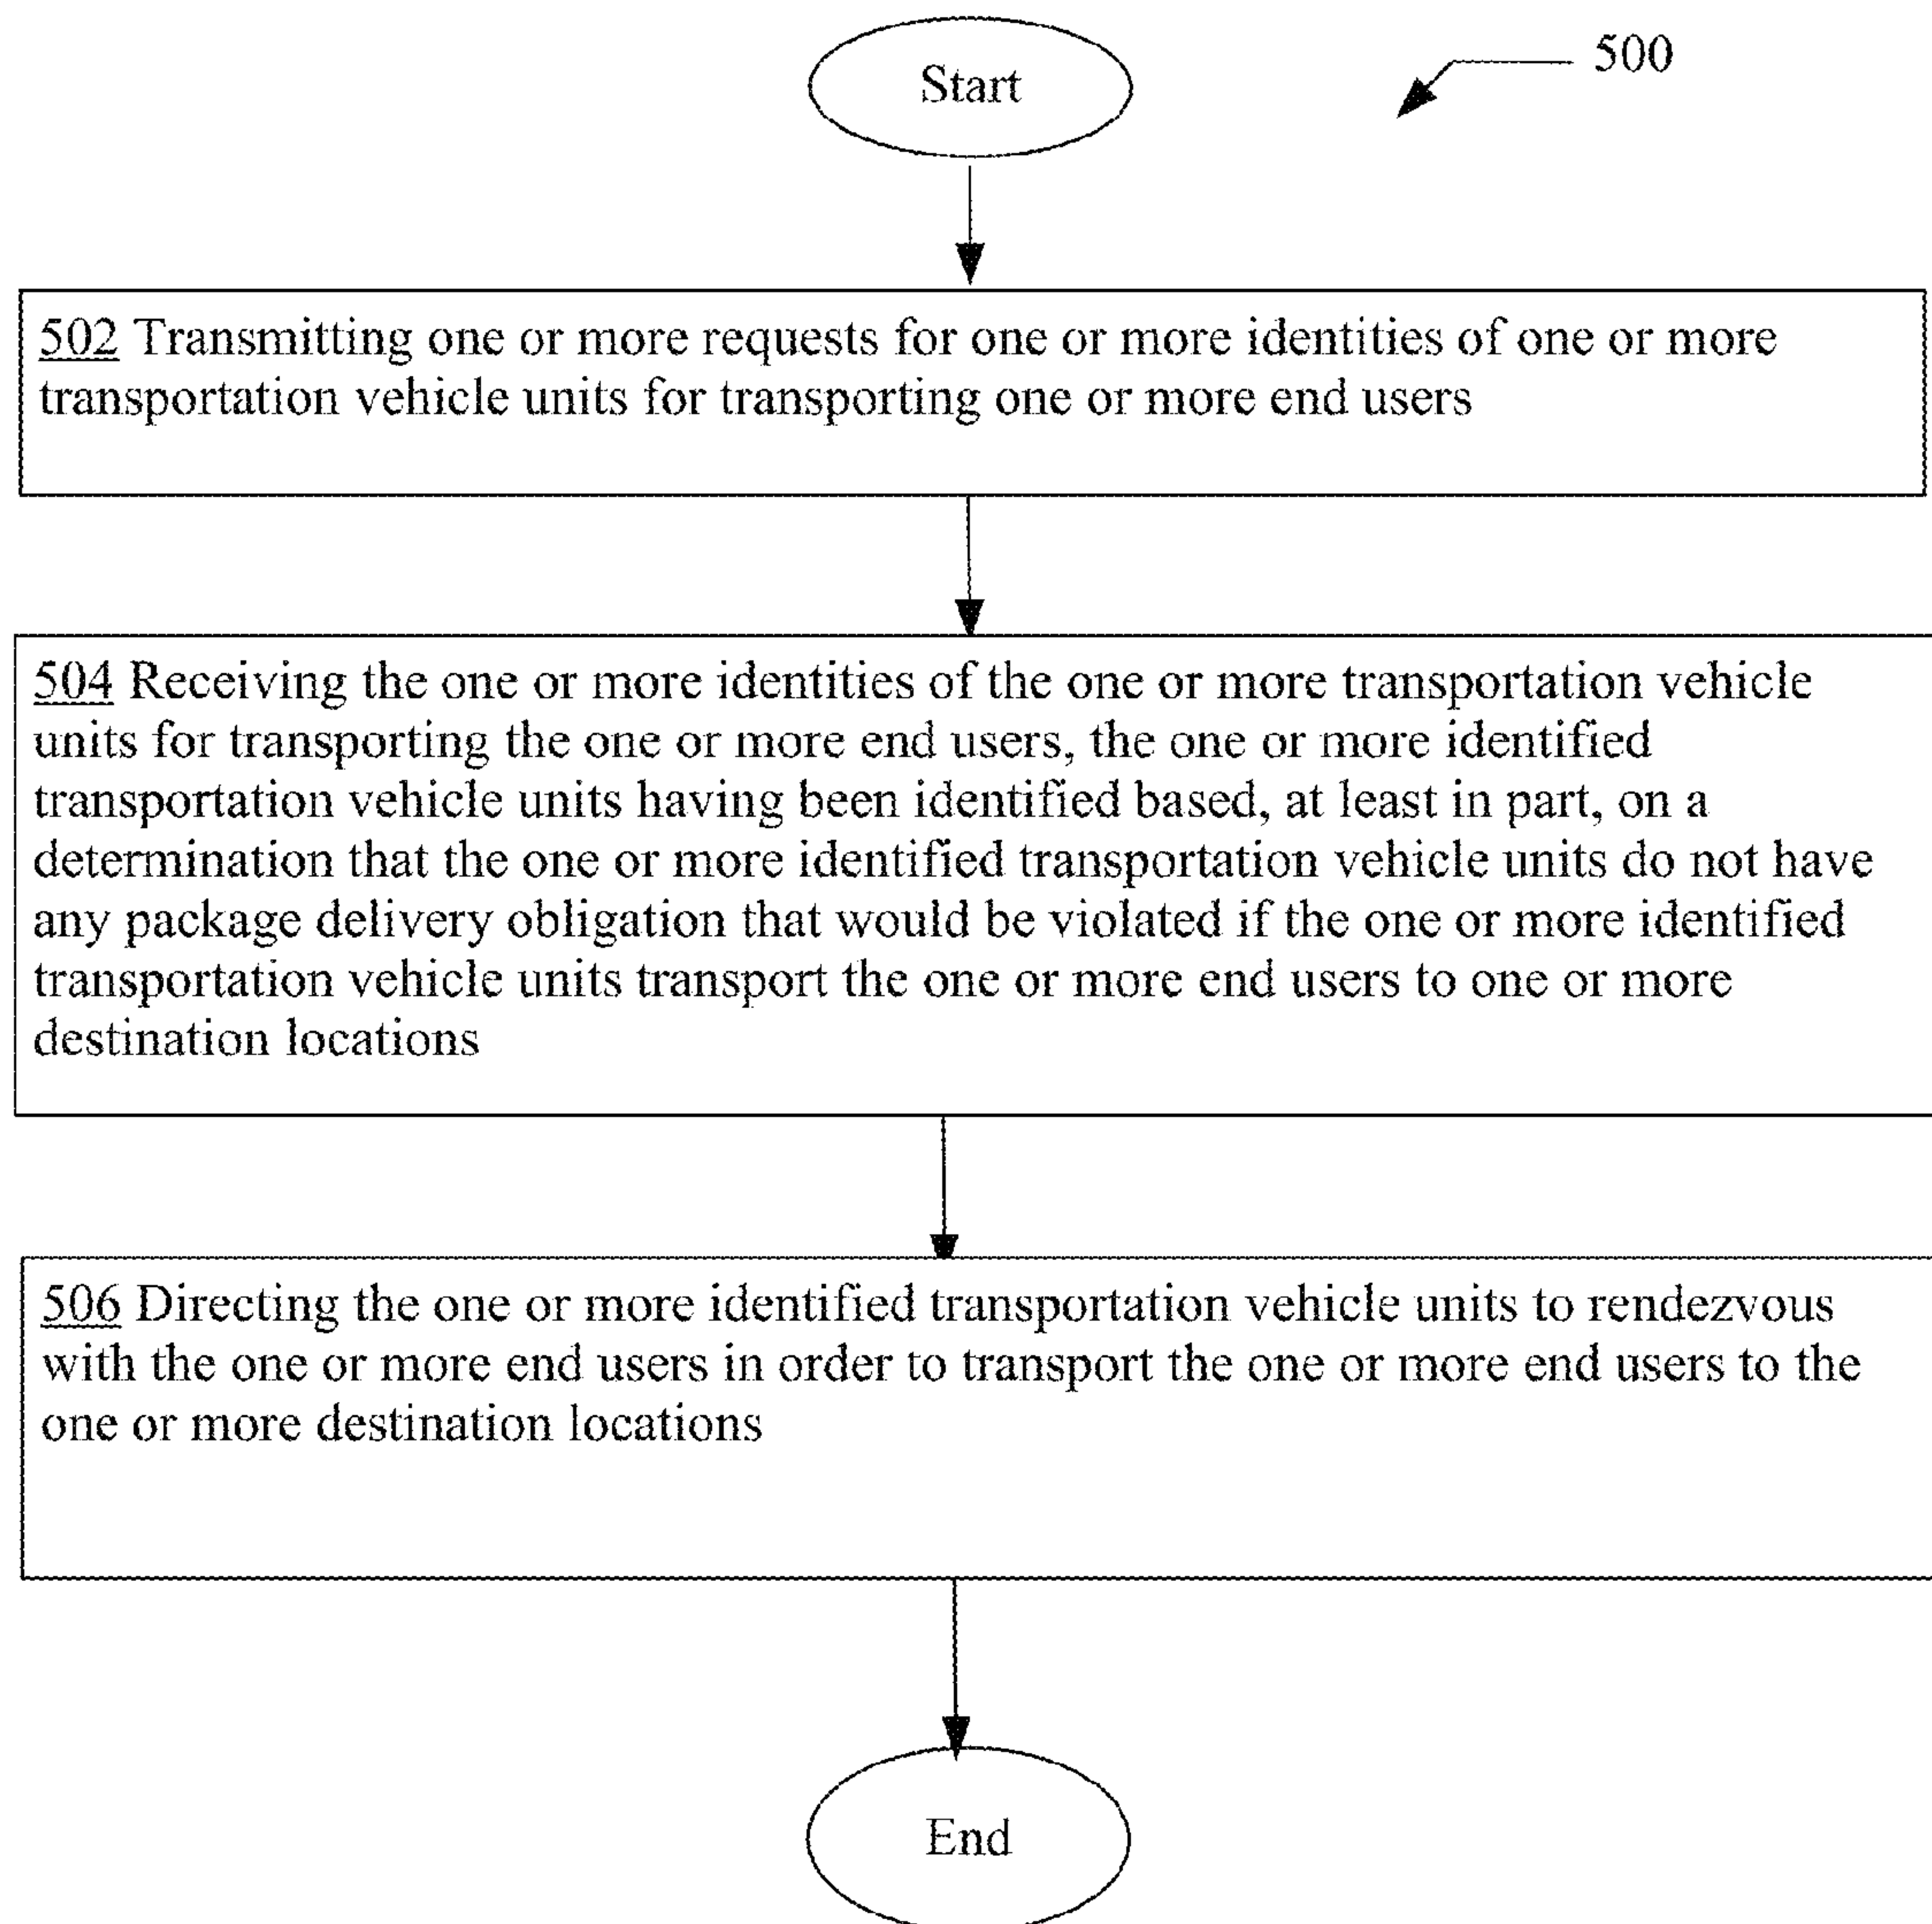 Start
500
502 Transmitting one or more requests for one or more identities of one or more
transportation vehicle units for transporting one or more end users
504 Receiving the one or more identities of the one or more transportation vehicle
units for transporting the one or more end users, the one or more identified
transportation vehicle units having been identified based, at least in part, on a
determination that the one or more identified transportation vehicle units do not have
any package delivery obligation that would be violated if the one or more identified
transportation vehicle units transport the one or more end users to one or more
destination locations
506 Directing the one or more identified transportation vehicle units to rendezvous
with the one or more end users in order to transport the one or more end users to the
one or more destination locations
End